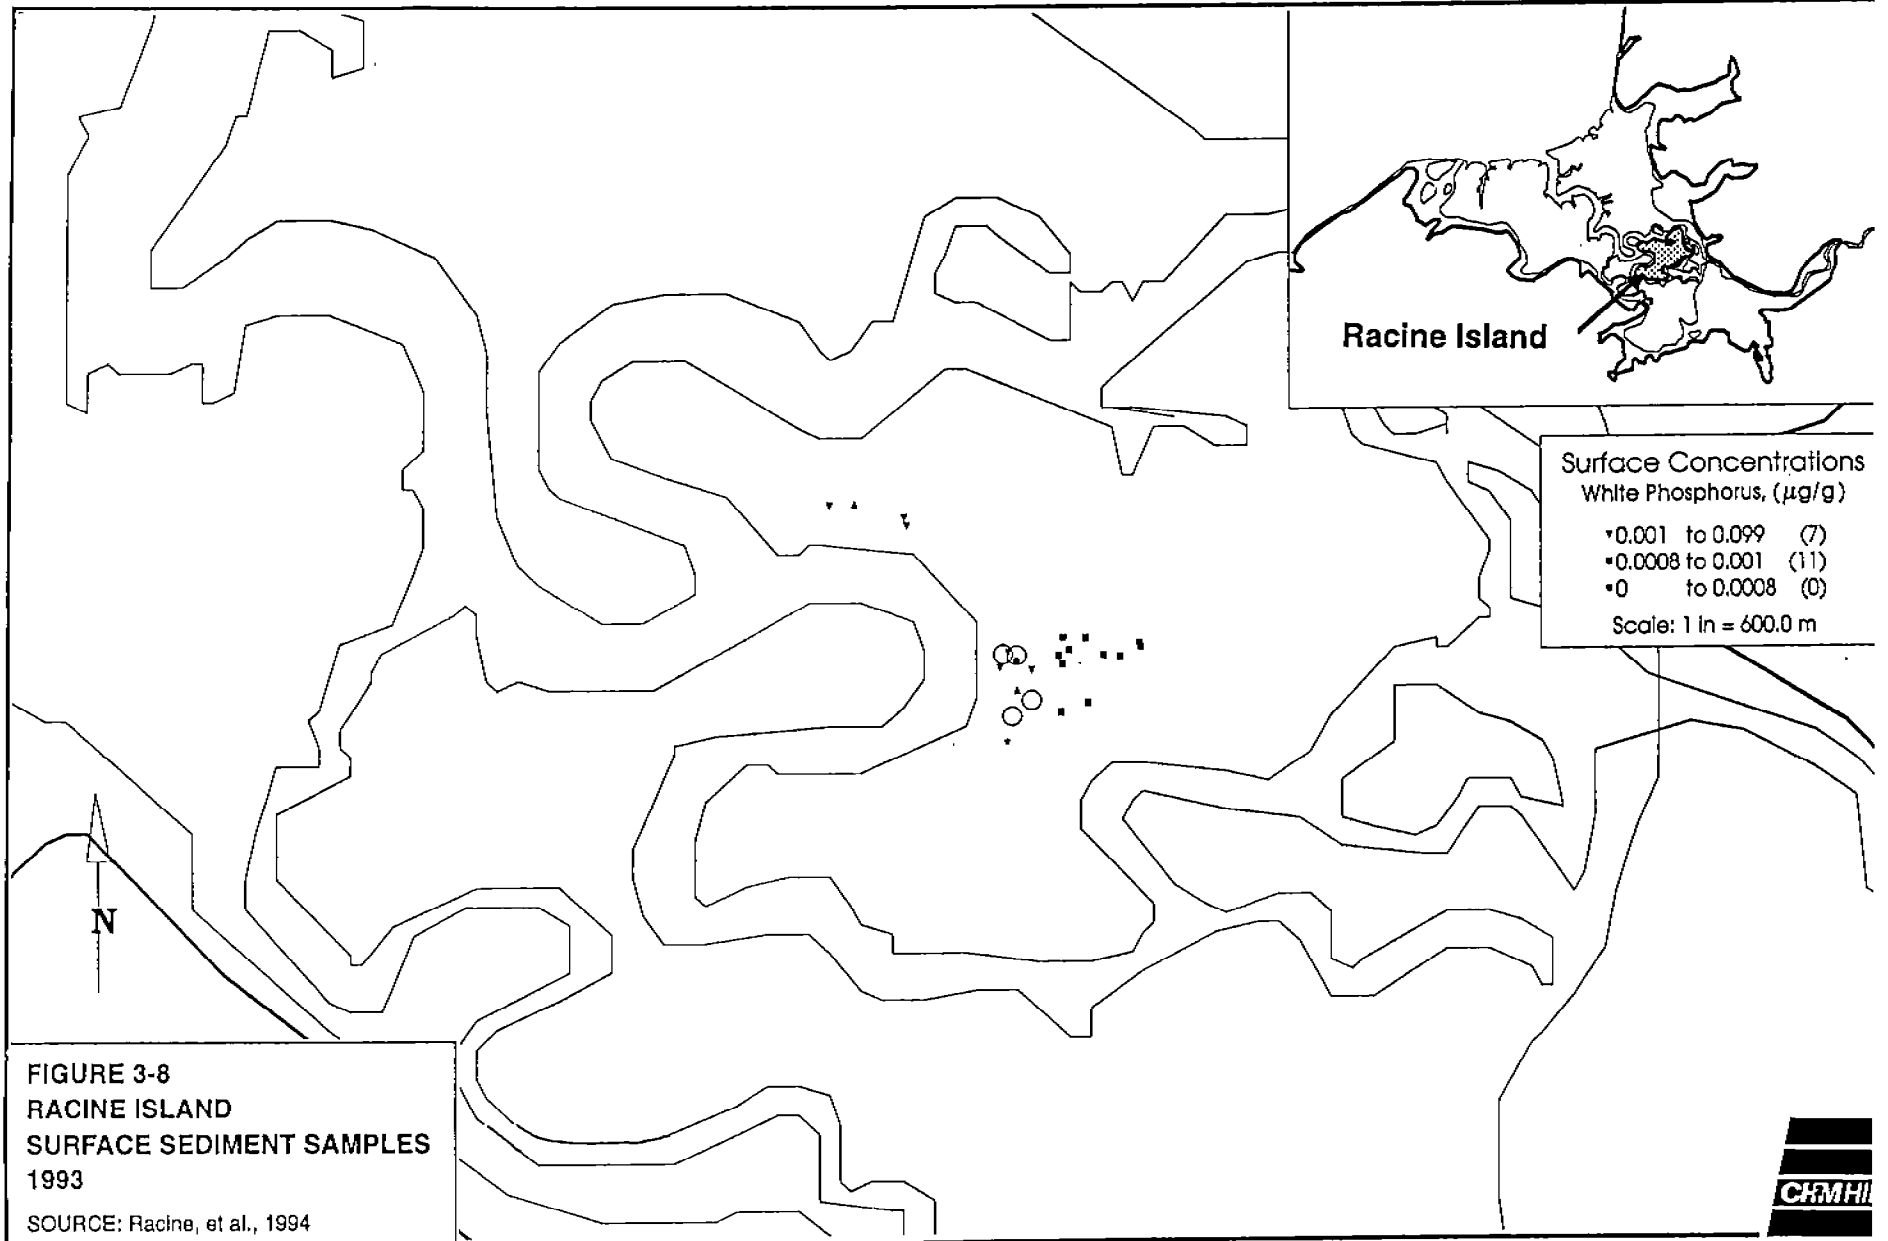 Racine Island
Surface Concentrations
White Phosphorus, (µg/g)
0.001 to 0.099 (7)
0.0008 to 0.001 (11)
0 to 0.0008 (0)
Scale: 1 in = 600.0 m
N
FIGURE 3-8
RACINE ISLAND
SURFACE SEDIMENT SAMPLES
1993
SOURCE: Racine, et al., 1994
CH2MHI